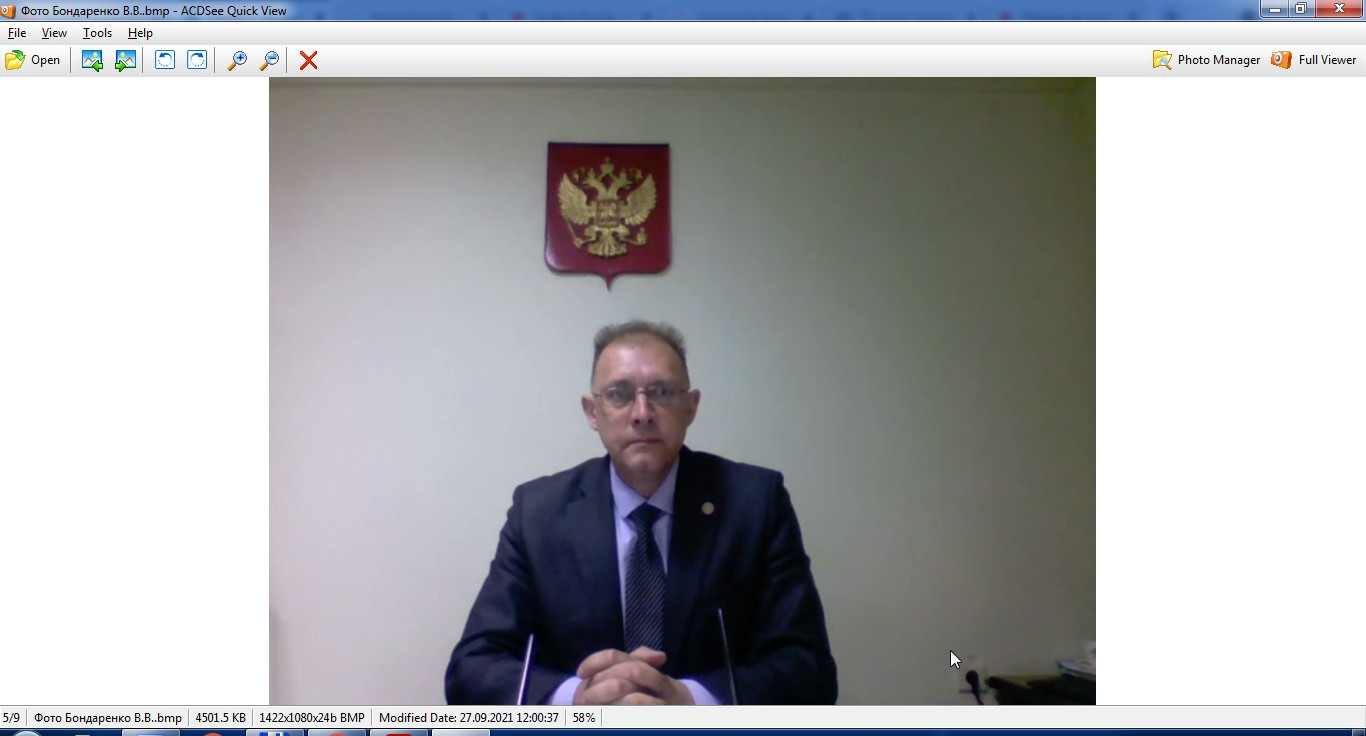 Фото Бондаренко В.В..bmp - ACDSee Quick View
File View Tools Help
Open Photo Manager Full Viewer
5/9 Фото Бондаренко В.В..bmp 4501.5 KB 1422x1080x24b BMP Modified Date: 27.09.2021 12:00:37 58%